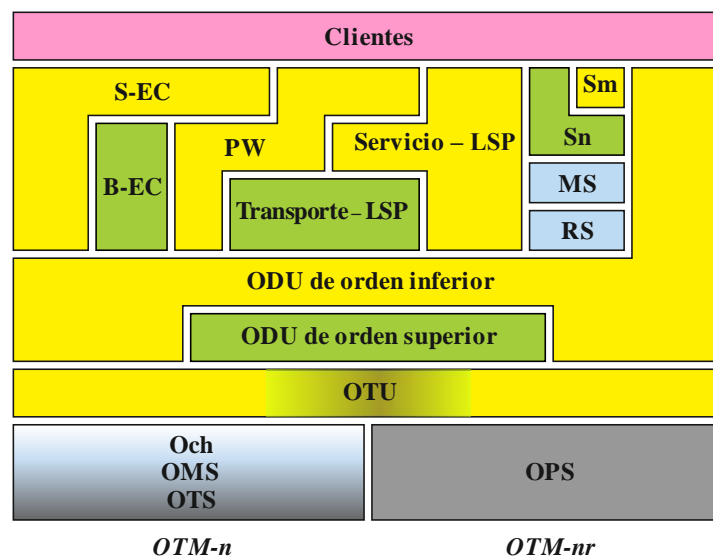 Clientes
S-EC
Sm
PW
Servicio – LSP
Sn
B-EC
MS
Transporte – LSP
RS
ODU de orden inferior
ODU de orden superior
OTU
Och
OMS
OTS
OPS
OTM-n
OTM-nr